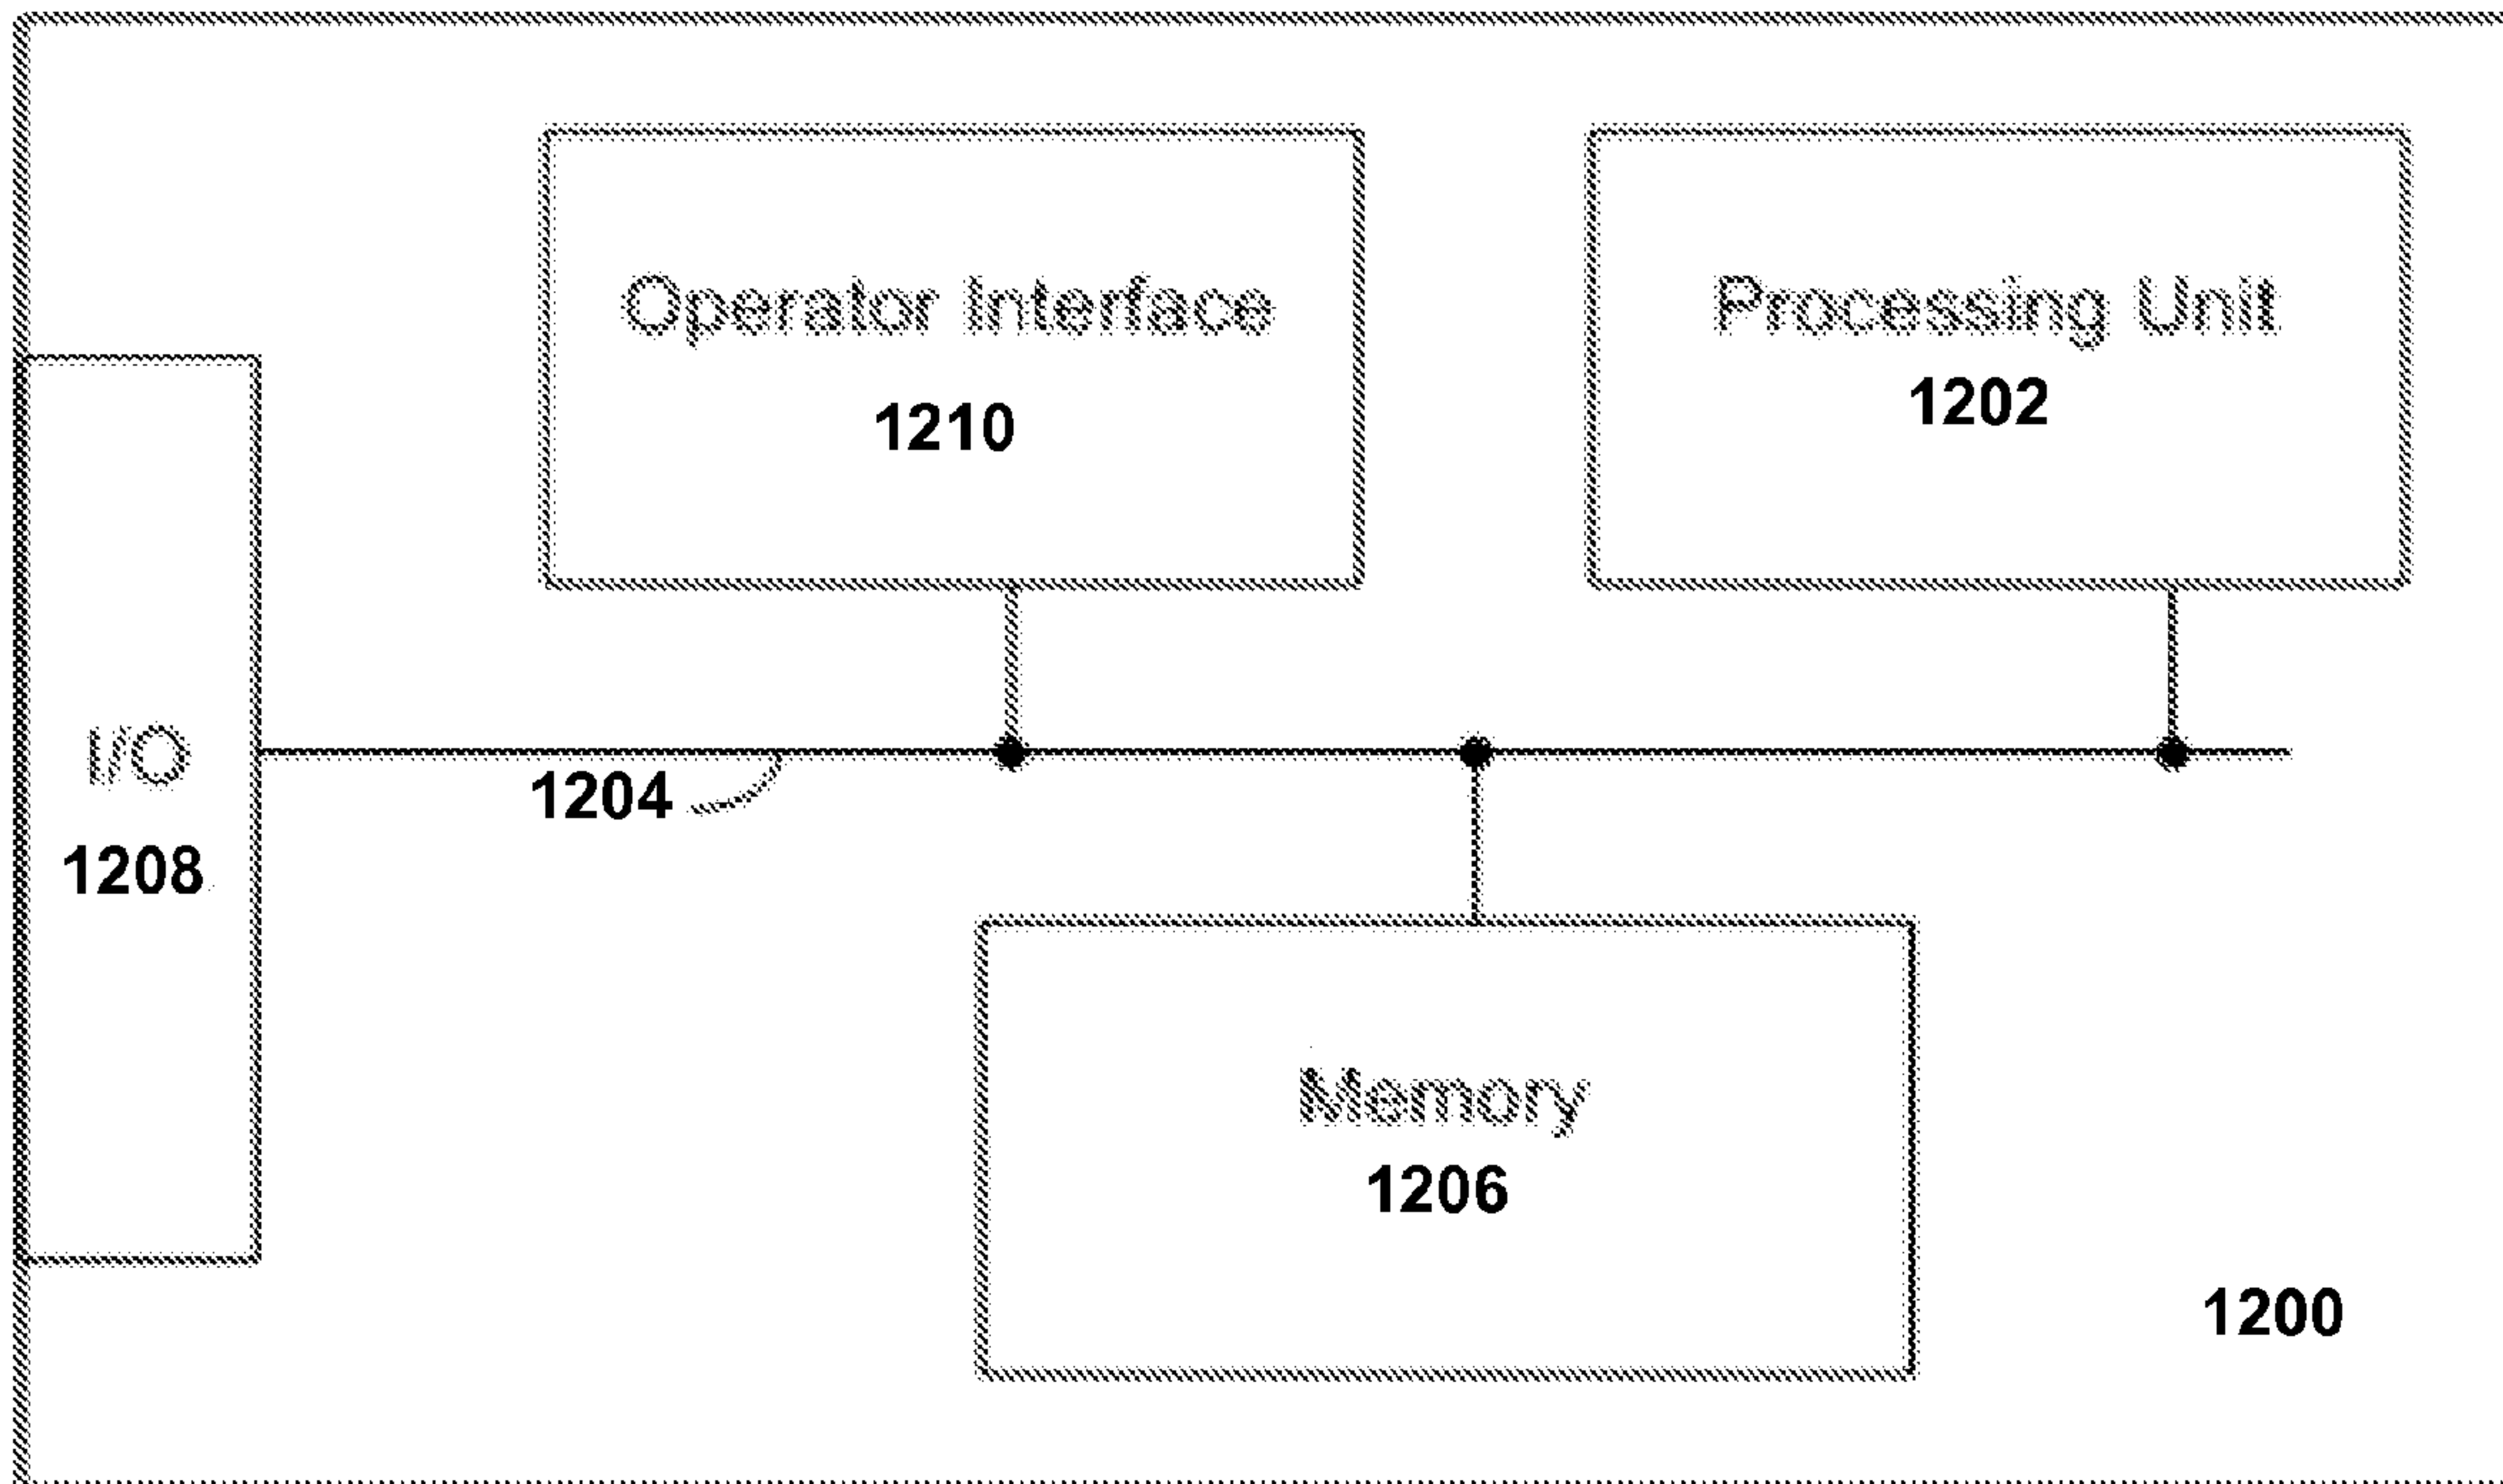 Operator Interface
1210
Processing Unit
1202
I/O
1208
1204
Memory
1206
1200